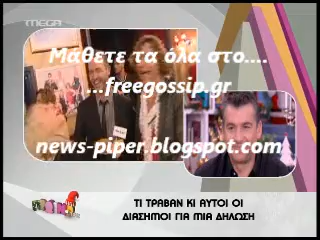 MEGA
Μάθετε τα όλα στο....
...freegossip.gr
news-piper.blogspot.com
ΤΙ ΤΡΑΒΑΝ ΚΙ ΑΥΤΟΙ ΟΙ
ΔΙΑΣΗΜΟΙ ΓΙΑ ΜΙΑ ΔΗΛΩΣΗ